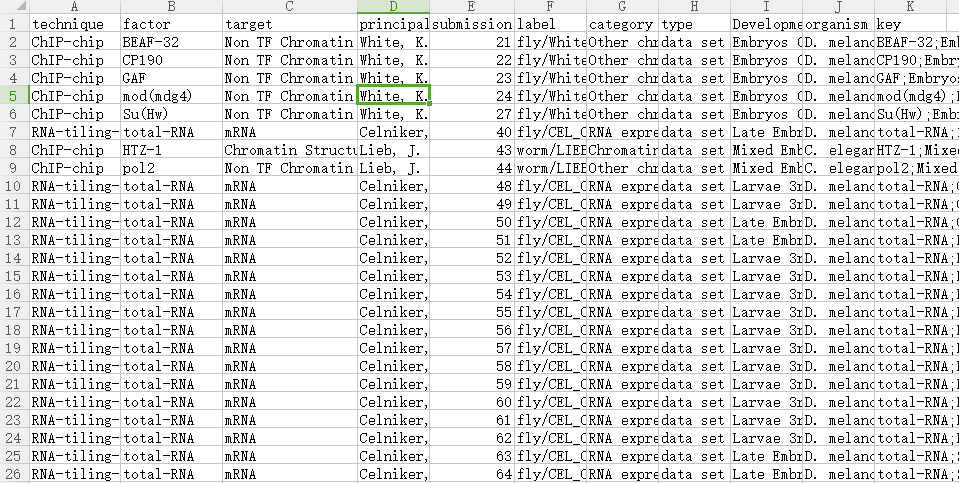 A B C D E F G H I J K
1 technique factor target principal submission label category type Developme organism key
2 ChIP-chip BEAF-32 Non TF Chromatin White, K. 21 fly/White Other chr data set Embryos D. melano BEAF-32;Emb
3 ChIP-chip CP190 Non TF Chromatin White, K. 22 fly/White Other chr data set Embryos D. melano CP190;Embry
4 ChIP-chip GAF Non TF Chromatin White, K. 23 fly/White Other chr data set Embryos D. melano GAF;Embryos
5 ChIP-chip mod(mdg4) Non TF Chromatin White, K. 24 fly/White Other chr data set Embryos D. melano mod(mdg4);
6 ChIP-chip Su(Hw) Non TF Chromatin White, K. 27 fly/White Other chr data set Embryos D. melano Su(Hw);Emb
7 RNA-tiling- total-RNA mRNA Celniker, 40 fly/CEL_ RNA expre data set Late Emb D. melano total-RNA;
8 ChIP-chip HTZ-1 Chromatin Structu Lieb, J. 43 worm/LIEB Chromatin data set Mixed Em C. elegan HTZ-1;Mixe
9 ChIP-chip pol2 Non TF Chromatin Lieb, J. 44 worm/LIEB Other chr data set Mixed Em C. elegan pol2;Mixed
10 RNA-tiling- total-RNA mRNA Celniker, 48 fly/CEL_ RNA expre data set Larvae 3r D. melano total-RNA;
11 RNA-tiling- total-RNA mRNA Celniker, 49 fly/CEL_ RNA expre data set Larvae 3r D. melano total-RNA;
12 RNA-tiling- total-RNA mRNA Celniker, 50 fly/CEL_ RNA expre data set Late Emb D. melano total-RNA;
13 RNA-tiling- total-RNA mRNA Celniker, 51 fly/CEL_ RNA expre data set Late Emb D. melano total-RNA;
14 RNA-tiling- total-RNA mRNA Celniker, 52 fly/CEL_ RNA expre data set Larvae 3r D. melano total-RNA;
15 RNA-tiling- total-RNA mRNA Celniker, 53 fly/CEL_ RNA expre data set Larvae 3r D. melano total-RNA;
16 RNA-tiling- total-RNA mRNA Celniker, 54 fly/CEL_ RNA expre data set Larvae 3r D. melano total-RNA;
17 RNA-tiling- total-RNA mRNA Celniker, 55 fly/CEL_ RNA expre data set Larvae 3r D. melano total-RNA;
18 RNA-tiling- total-RNA mRNA Celniker, 56 fly/CEL_ RNA expre data set Larvae 3r D. melano total-RNA;
19 RNA-tiling- total-RNA mRNA Celniker, 57 fly/CEL_ RNA expre data set Larvae 3r D. melano total-RNA;
20 RNA-tiling- total-RNA mRNA Celniker, 58 fly/CEL_ RNA expre data set Larvae 3r D. melano total-RNA;
21 RNA-tiling- total-RNA mRNA Celniker, 59 fly/CEL_ RNA expre data set Larvae 3r D. melano total-RNA;
22 RNA-tiling- total-RNA mRNA Celniker, 60 fly/CEL_ RNA expre data set Larvae 3r D. melano total-RNA;
23 RNA-tiling- total-RNA mRNA Celniker, 61 fly/CEL_ RNA expre data set Larvae 3r D. melano total-RNA;
24 RNA-tiling- total-RNA mRNA Celniker, 62 fly/CEL_ RNA expre data set Larvae 3r D. melano total-RNA;
25 RNA-tiling- total-RNA mRNA Celniker, 63 fly/CEL_ RNA expre data set Late Emb D. melano total-RNA;
26 RNA-tiling- total-RNA mRNA Celniker, 64 fly/CEL_ RNA expre data set Late Emb D. melano total-RNA;